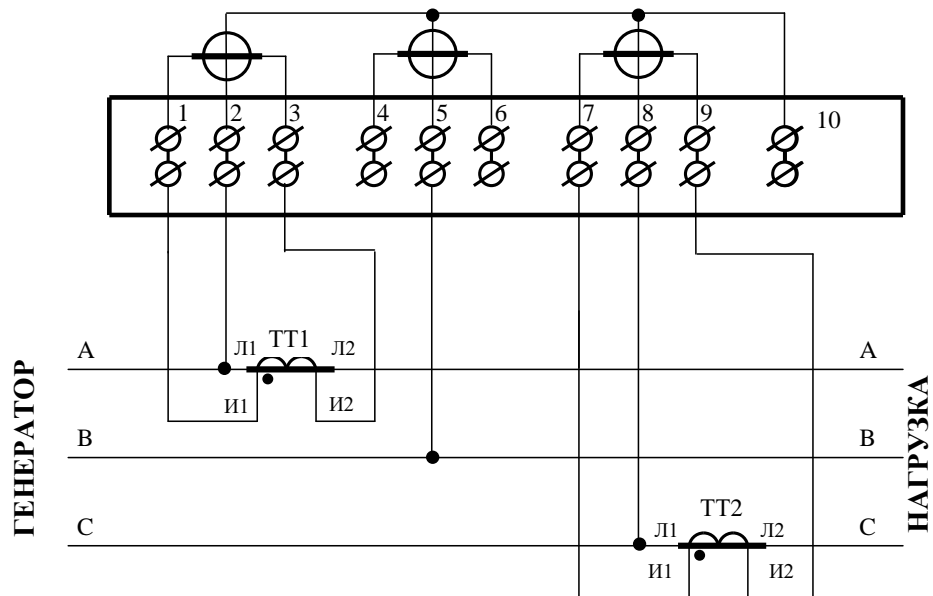 1 2 3 4 5 6 7 8 9 10
ТТ1
Л1 Л2
А А
И1 И2
В В
ТТ2
Л1 Л2
С С
И1 И2
ГЕНЕРАТОР
НАГРУЗКА